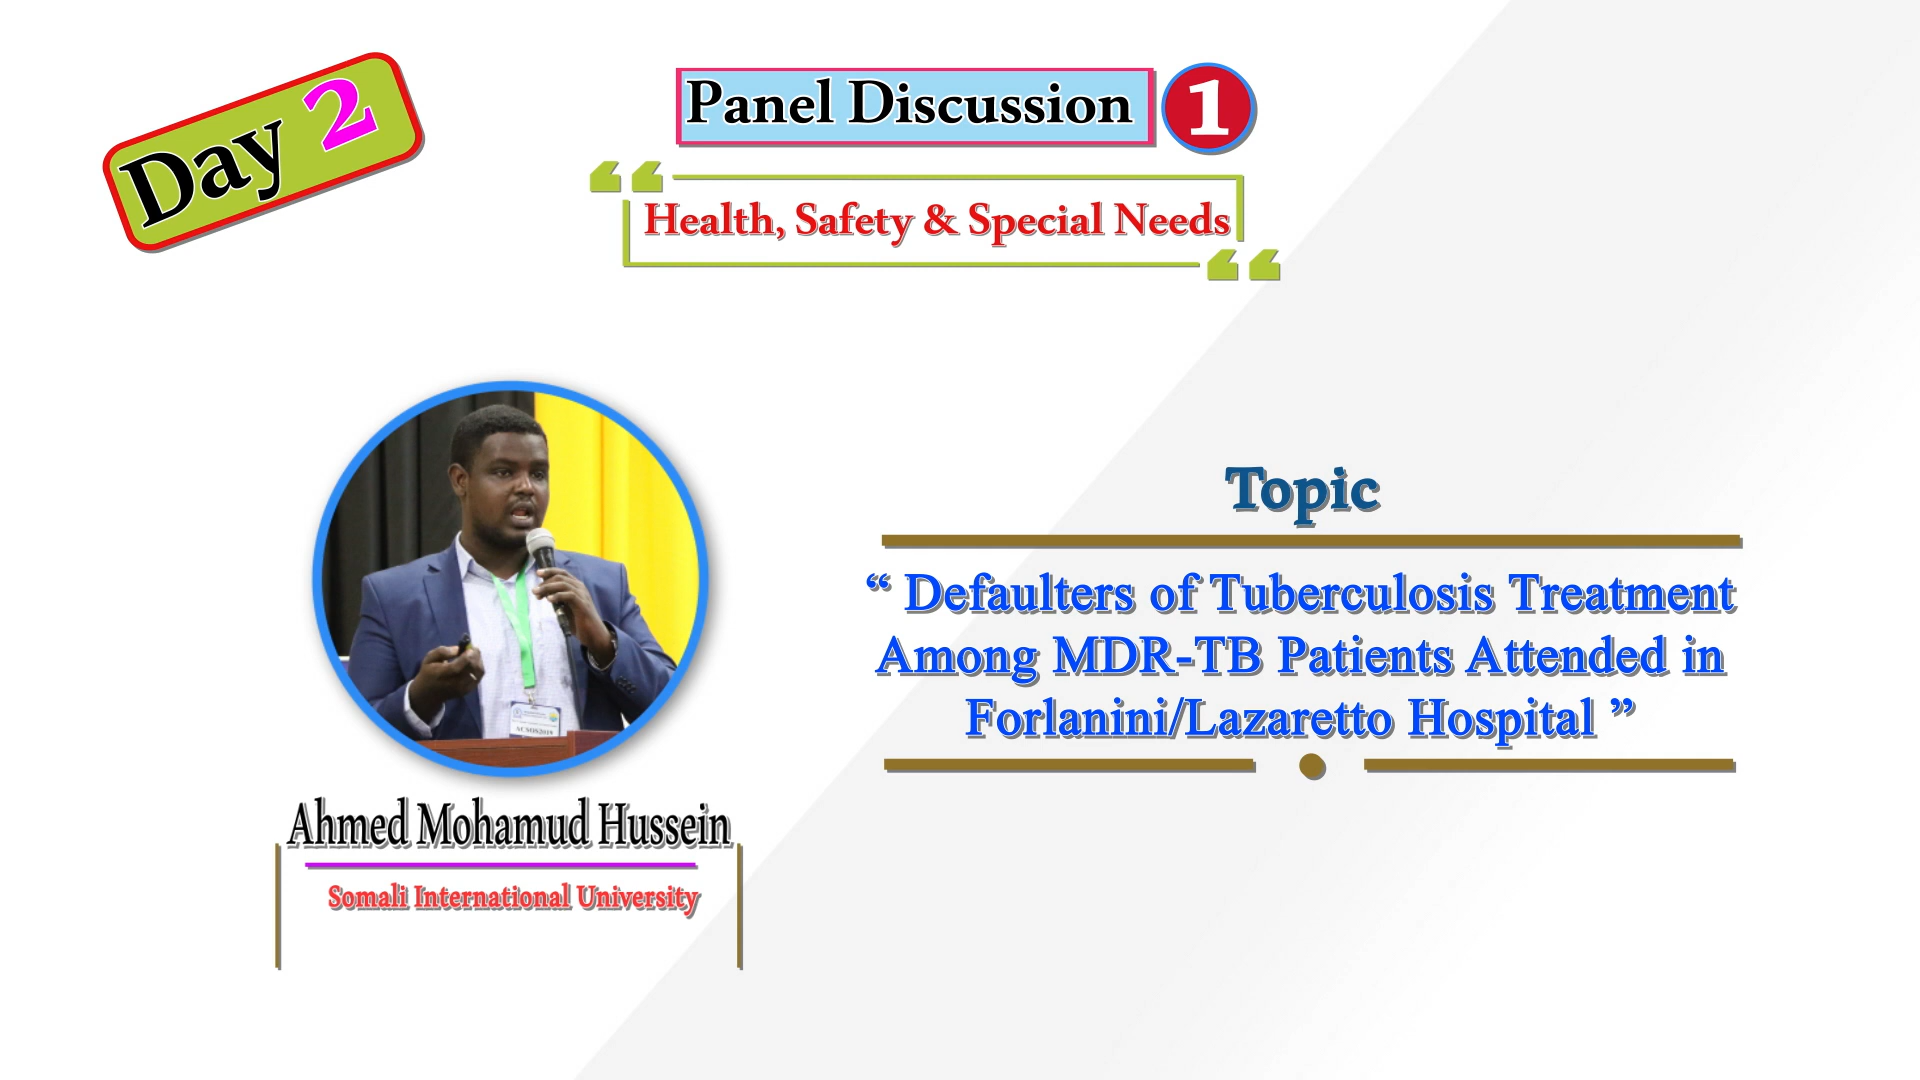 Day 2
Panel Discussion 1
Health, Safety & Special Needs
Topic
“ Defaulters of Tuberculosis Treatment
Among MDR-TB Patients Attended in
Forlanini/Lazaretto Hospital ”
Ahmed Mohamud Hussein
Somali International University